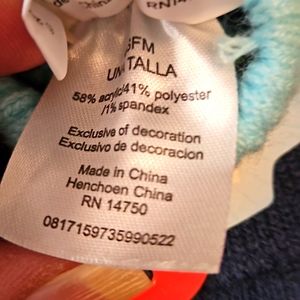 UNITALLA
58% acrylic/41% polyester
/1% spandex
Exclusive of decoration
Exclusivo de decoracion
Made in China
Henchoen China
RN 14750
0817159735990522